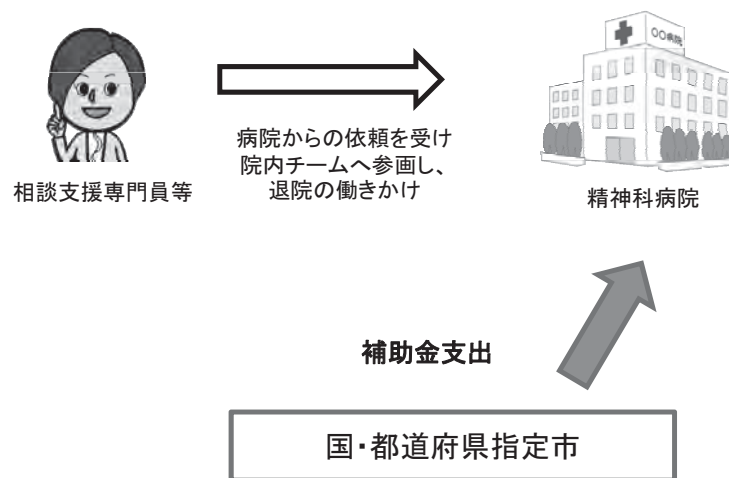 〇〇病院
病院からの依頼を受け
院内チームへ参画し、
退院の働きかけ
相談支援専門員等
精神科病院
補助金支出
国・都道府県指定市